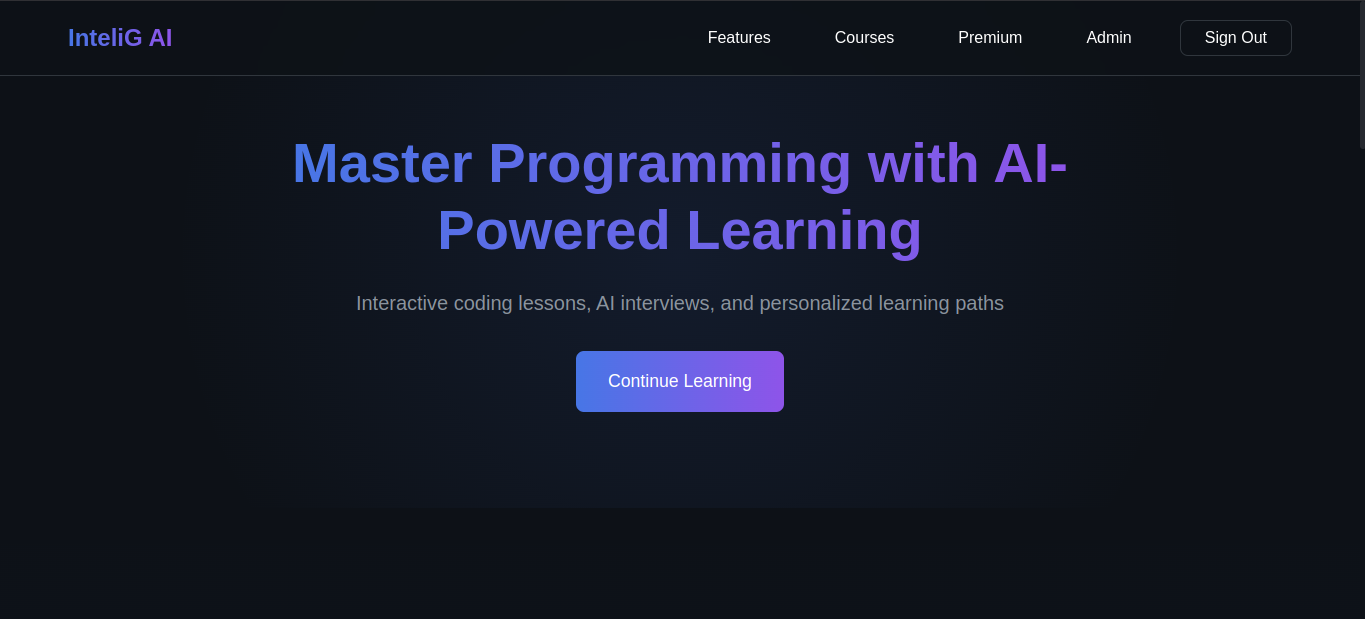 InteliG AI
Features
Courses
Premium
Admin
Sign Out
Master Programming with AI-
Powered Learning
Interactive coding lessons, AI interviews, and personalized learning paths
Continue Learning